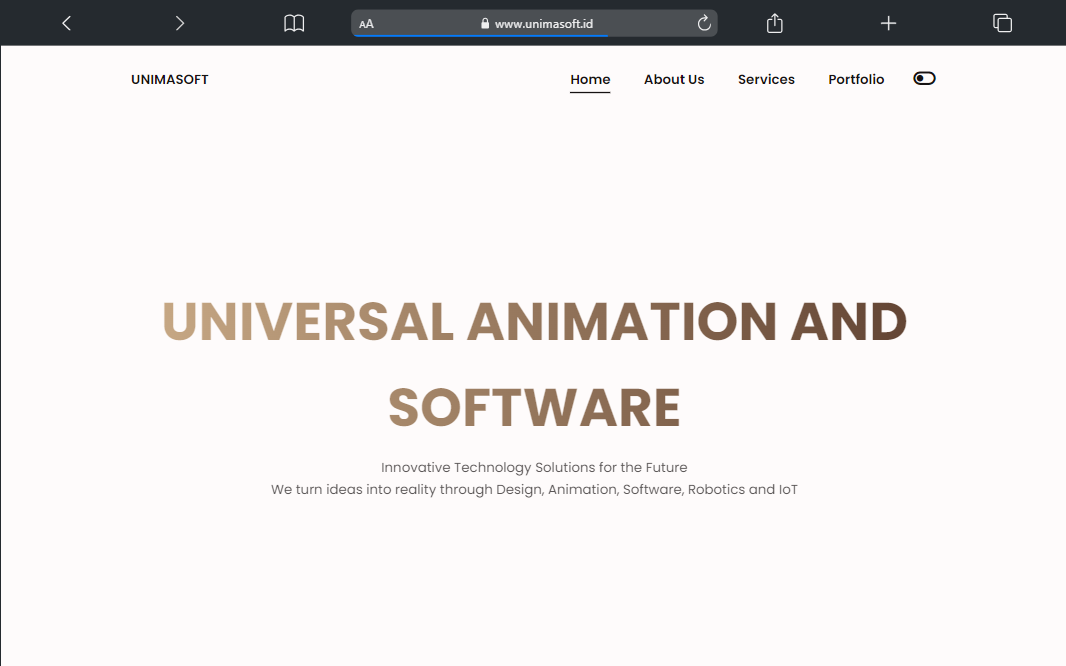 AA www.unimasoft.id
UNIMASOFT Home About Us Services Portfolio
UNIVERSAL ANIMATION AND
SOFTWARE
Innovative Technology Solutions for the Future
We turn ideas into reality through Design, Animation, Software, Robotics and IoT